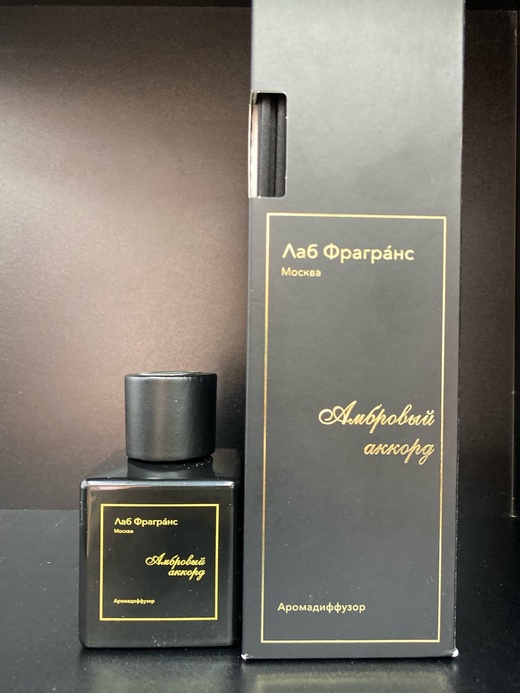 Лаб Фрагра́нс
Москва
Амбровый
аккорд
Аромадиффузор
Лаб Фрагра́нс
Москва
Амбровый
аккорд
Аромадиффузор